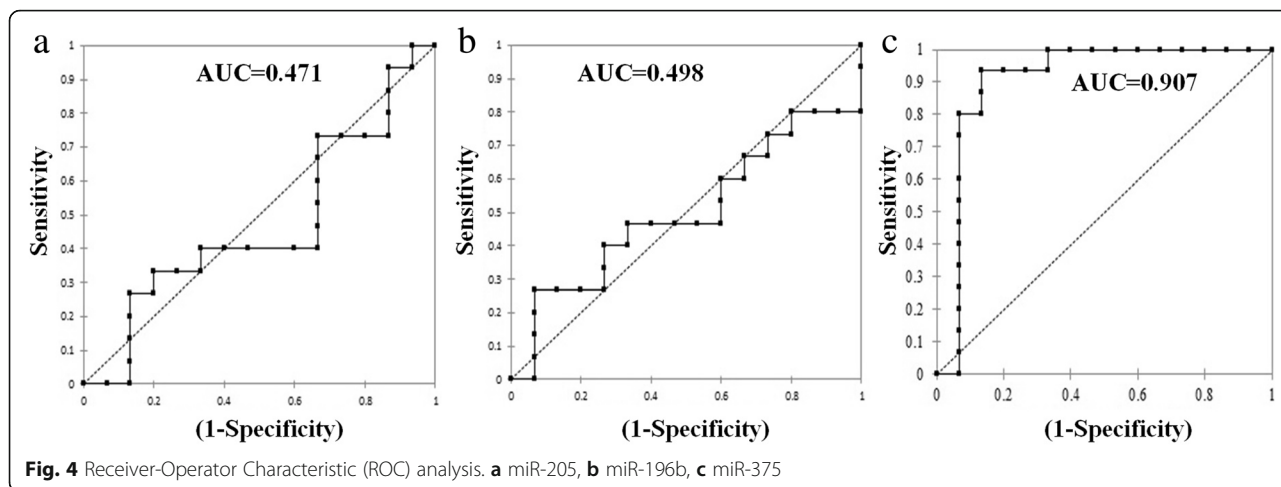 a
AUC=0.471
1
0.9
0.8
0.7
0.6
0.5
0.4
0.3
0.2
0.1
0
Sensitivity
0 0.2 0.4 0.6 0.8 1
(1-Specificity)
b
AUC=0.498
1
0.9
0.8
0.7
0.6
0.5
0.4
0.3
0.2
0.1
0
Sensitivity
0 0.2 0.4 0.6 0.8 1
(1-Specificity)
c
AUC=0.907
1
0.9
0.8
0.7
0.6
0.5
0.4
0.3
0.2
0.1
0
Sensitivity
0 0.2 0.4 0.6 0.8 1
(1-Specificity)
Fig. 4 Receiver-Operator Characteristic (ROC) analysis. a miR-205, b miR-196b, c miR-375